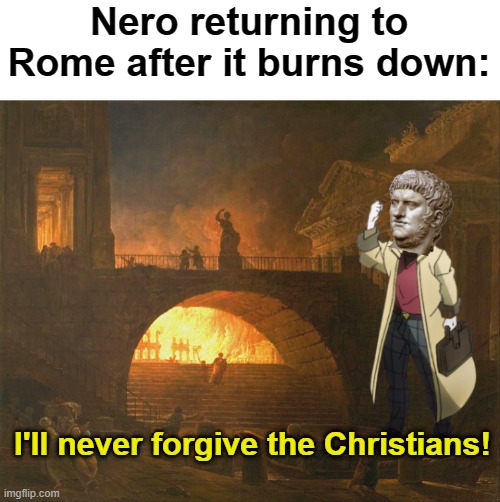 Nero returning to
Rome after it burns down:
I'll never forgive the Christians!
imgflip.com